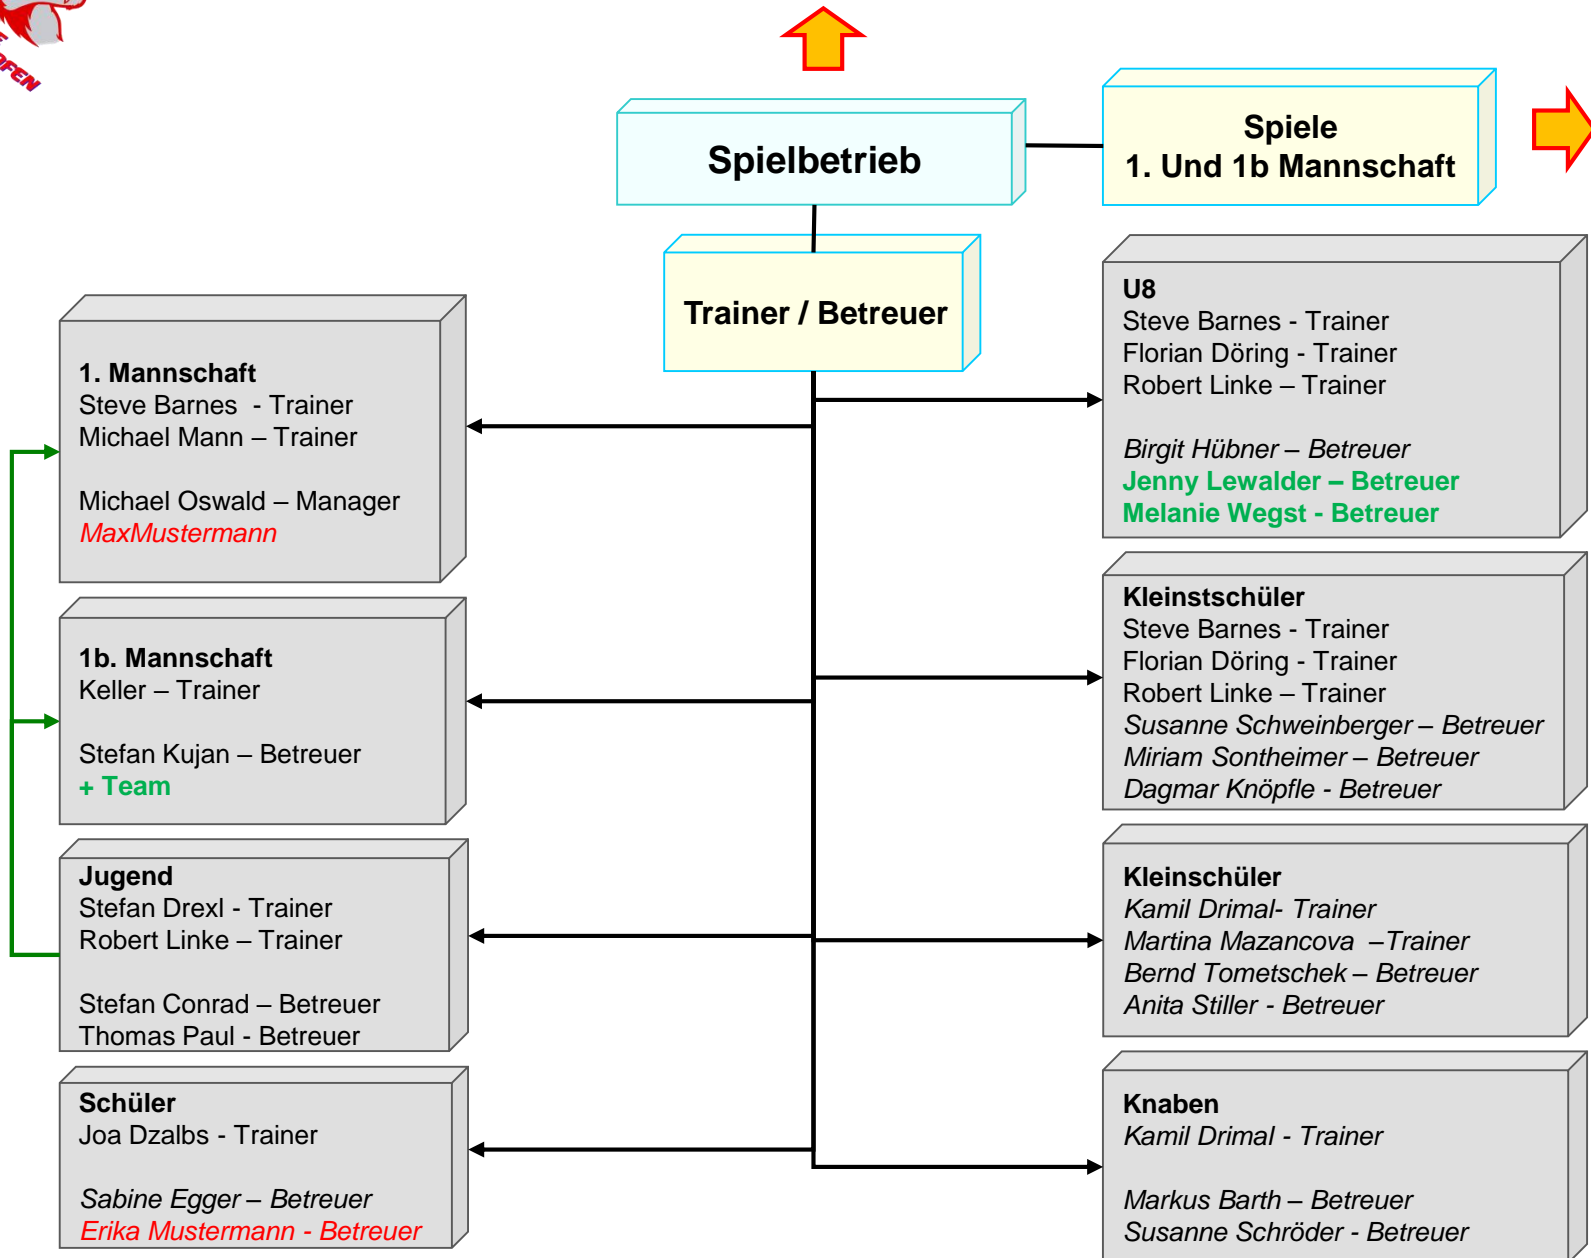 Spielbetrieb
Spiele
1. Und 1b Mannschaft
Trainer / Betreuer
1. Mannschaft
Steve Barnes  - Trainer
Michael Mann – Trainer
Michael Oswald – Manager
MaxMustermann
1b. Mannschaft
Keller – Trainer
Stefan Kujan – Betreuer
+ Team
Jugend
Stefan Drexl - Trainer
Robert Linke – Trainer
Stefan Conrad – Betreuer
Thomas Paul - Betreuer
Schüler
Joa Dzalbs - Trainer
Sabine Egger – Betreuer
Erika Mustermann - Betreuer
U8
Steve Barnes - Trainer
Florian Döring - Trainer
Robert Linke – Trainer
Birgit Hübner – Betreuer
Jenny Lewalder – Betreuer
Melanie Wegst - Betreuer
Kleinstschüler
Steve Barnes - Trainer
Florian Döring - Trainer
Robert Linke – Trainer
Susanne Schweinberger – Betreuer
Miriam Sontheimer – Betreuer
Dagmar Knöpfle - Betreuer
Kleinschüler
Kamil Drimal- Trainer
Martina Mazancova  –Trainer
Bernd Tometschek – Betreuer
Anita Stiller - Betreuer
Knaben
Kamil Drimal - Trainer
Markus Barth – Betreuer
Susanne Schröder - Betreuer